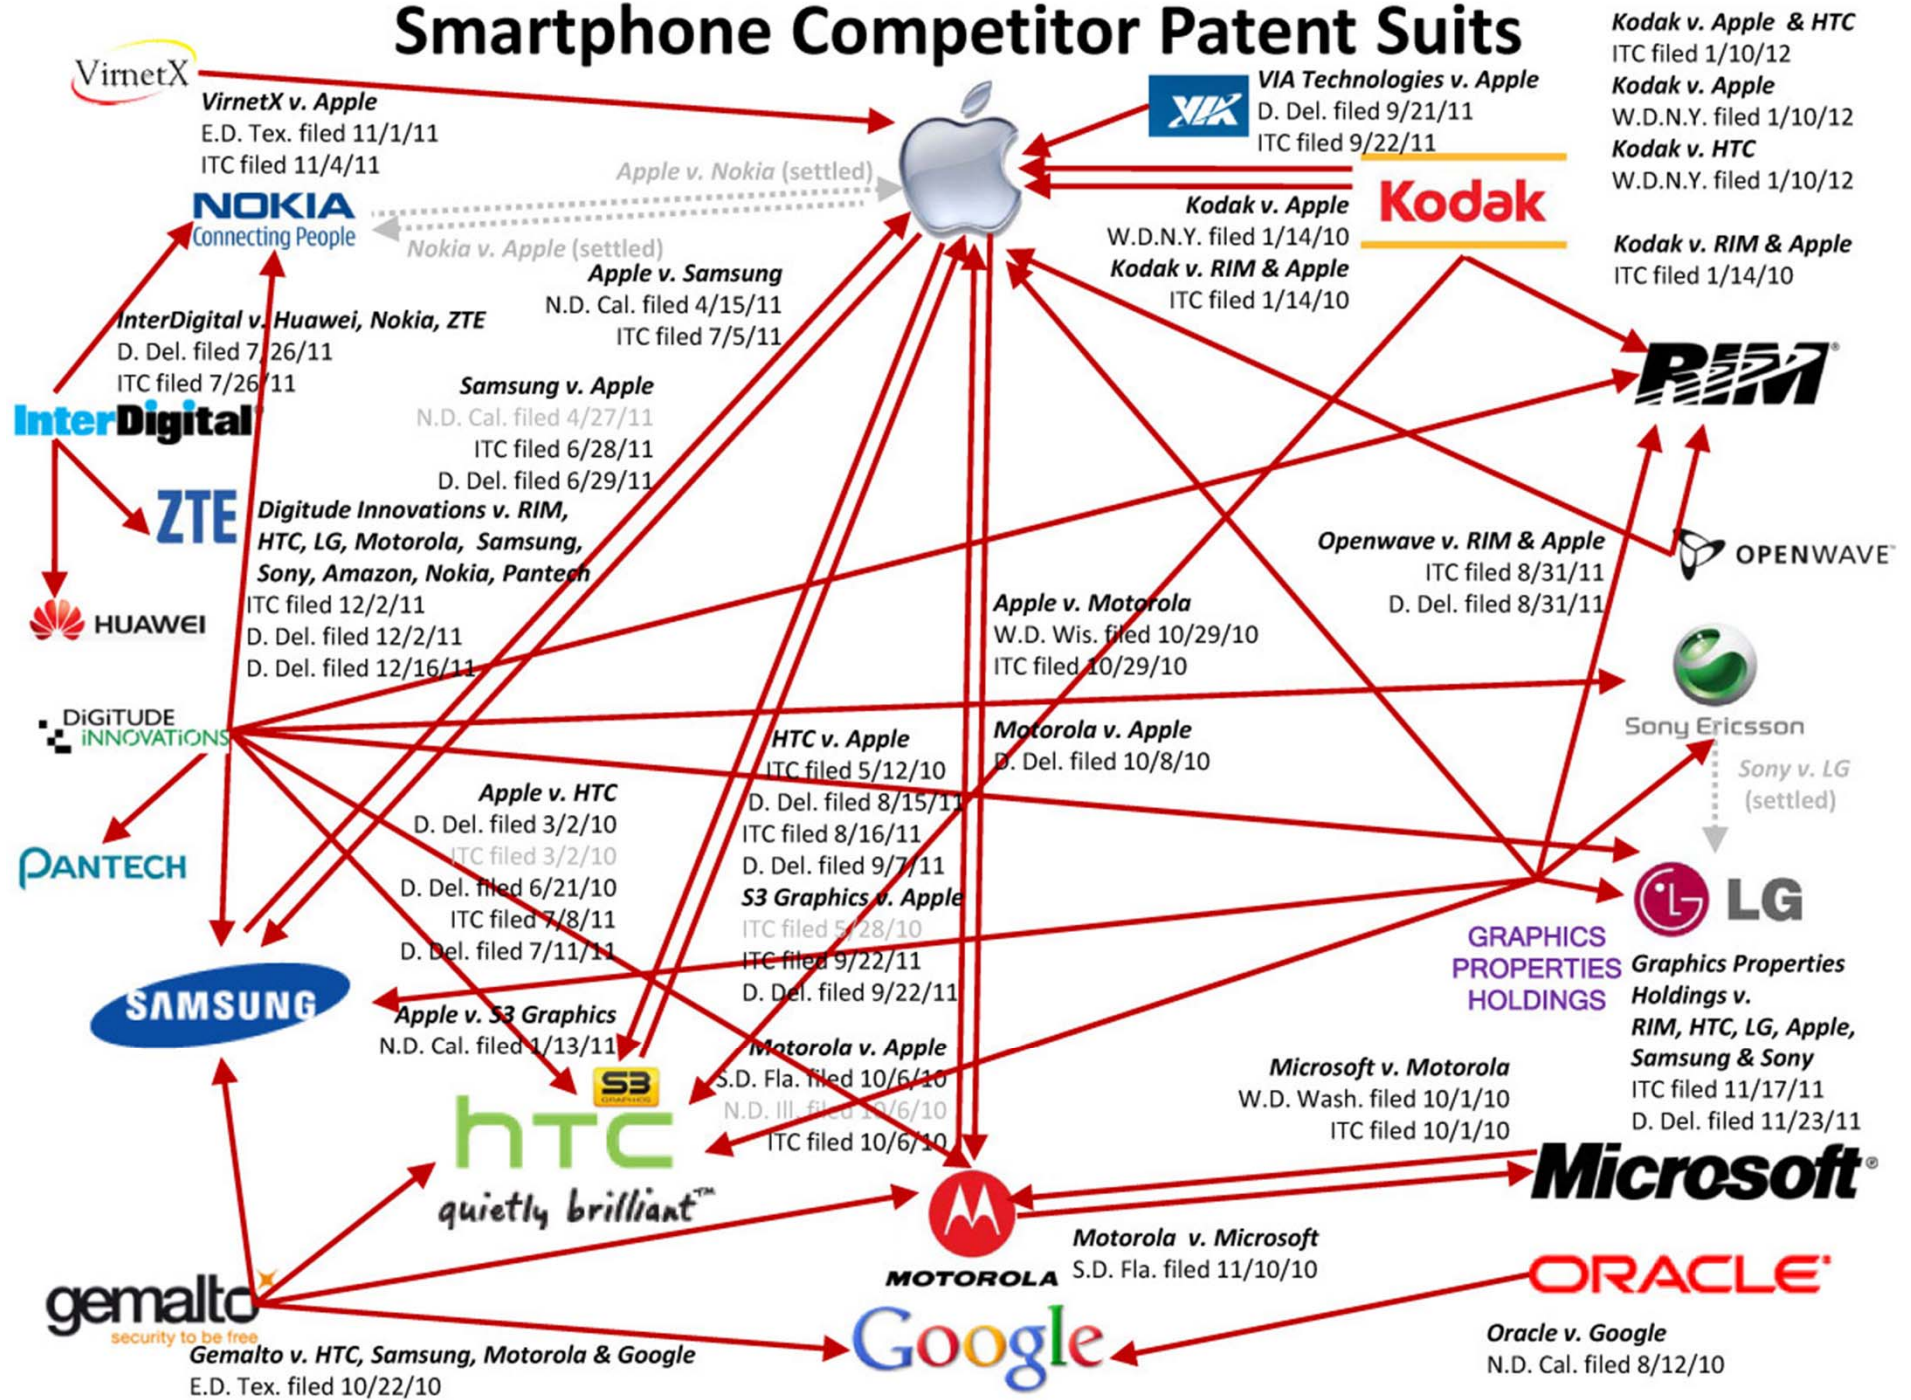 Smartphone Competitor Patent Suits
VirnetX
VirnetX v. Apple
E.D. Tex. filed 11/1/11
ITC filed 11/4/11
VIA
VIA Technologies v. Apple
D. Del. filed 9/21/11
ITC filed 9/22/11
Kodak v. Apple & HTC
ITC filed 1/10/12
Kodak v. Apple
W.D.N.Y. filed 1/10/12
Kodak v. HTC
W.D.N.Y. filed 1/10/12
Kodak v. RIM & Apple
ITC filed 1/14/10
Kodak
Kodak v. Apple
W.D.N.Y. filed 1/14/10
Kodak v. RIM & Apple
ITC filed 1/14/10
NOKIA
Connecting People
Apple v. Nokia (settled)
Nokia v. Apple (settled)
Apple v. Samsung
N.D. Cal. filed 4/15/11
ITC filed 7/5/11
InterDigital v. Huawei, Nokia, ZTE
D. Del. filed 7/26/11
ITC filed 7/26/11
InterDigital
Samsung v. Apple
N.D. Cal. filed 4/27/11
ITC filed 6/28/11
D. Del. filed 6/29/11
RIM®
ZTE
HUAWEI
Digitude Innovations v. RIM,
HTC, LG, Motorola, Samsung,
Sony, Amazon, Nokia, Pantech
ITC filed 12/2/11
D. Del. filed 12/2/11
D. Del. filed 12/16/11
Openwave v. RIM & Apple
ITC filed 8/31/11
D. Del. filed 8/31/11
OPENWAVE™
Apple v. Motorola
W.D. Wis. filed 10/29/10
ITC filed 10/29/10
Sony Ericsson
DiGiTUDE
iNNOVATiONS
Motorola v. Apple
D. Del. filed 10/8/10
HTC v. Apple
ITC filed 5/12/10
D. Del. filed 8/15/11
ITC filed 8/16/11
D. Del. filed 9/7/11
S3 Graphics v. Apple
ITC filed 5/28/10
ITC filed 9/22/11
D. Del. filed 9/22/11
Sony v. LG
(settled)
Apple v. HTC
D. Del. filed 3/2/10
ITC filed 3/2/10
D. Del. filed 6/21/10
ITC filed 7/8/11
D. Del. filed 7/11/11
PANTECH
LG
LG
SAMSUNG
GRAPHICS
PROPERTIES
HOLDINGS
Graphics Properties
Holdings v.
RIM, HTC, LG, Apple,
Samsung & Sony
ITC filed 11/17/11
D. Del. filed 11/23/11
Apple v. S3 Graphics
N.D. Cal. filed 1/13/11
Motorola v. Apple
S.D. Fla. filed 10/6/10
N.D. Ill. filed 10/6/10
ITC filed 10/6/10
S3
GRAPHICS
hTC
quietly brilliant™
Microsoft v. Motorola
W.D. Wash. filed 10/1/10
ITC filed 10/1/10
Microsoft®
MOTOROLA
Motorola v. Microsoft
S.D. Fla. filed 11/10/10
ORACLE
gemalto
security to be free
Google
Gemalto v. HTC, Samsung, Motorola & Google
E.D. Tex. filed 10/22/10
Oracle v. Google
N.D. Cal. filed 8/12/10